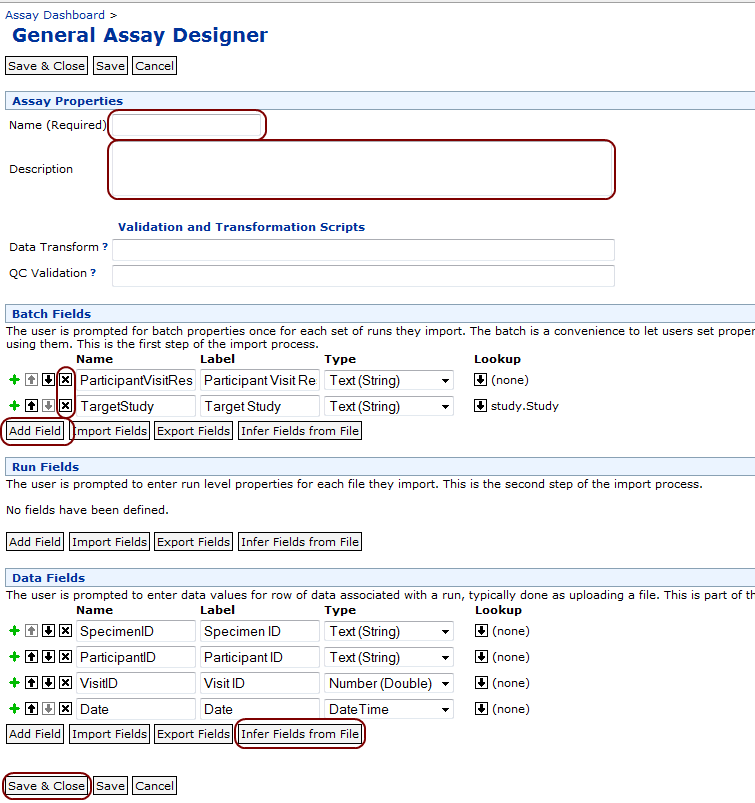 Assay Dashboard >
General Assay Designer
Save & Close Save Cancel
Assay Properties
Name (Required)
Description
Validation and Transformation Scripts
Data Transform ?
QC Validation ?
Batch Fields
The user is prompted for batch properties once for each set of runs they import. The batch is a convenience to let users set proper
using them. This is the first step of the import process.
Name Label Type Lookup
ParticipantVisitRes Participant Visit Re Text (String) (none)
TargetStudy Target Study Text (String) study.Study
Add Field Import Fields Export Fields Infer Fields from File
Run Fields
The user is prompted to enter run level properties for each file they import. This is the second step of the import process.
No fields have been defined.
Add Field Import Fields Export Fields Infer Fields from File
Data Fields
The user is prompted to enter data values for row of data associated with a run, typically done as uploading a file. This is part of th
Name Label Type Lookup
SpecimenID Specimen ID Text (String) (none)
ParticipantID Participant ID Text (String) (none)
VisitID Visit ID Number (Double) (none)
Date Date DateTime (none)
Add Field Import Fields Export Fields Infer Fields from File
Save & Close Save Cancel